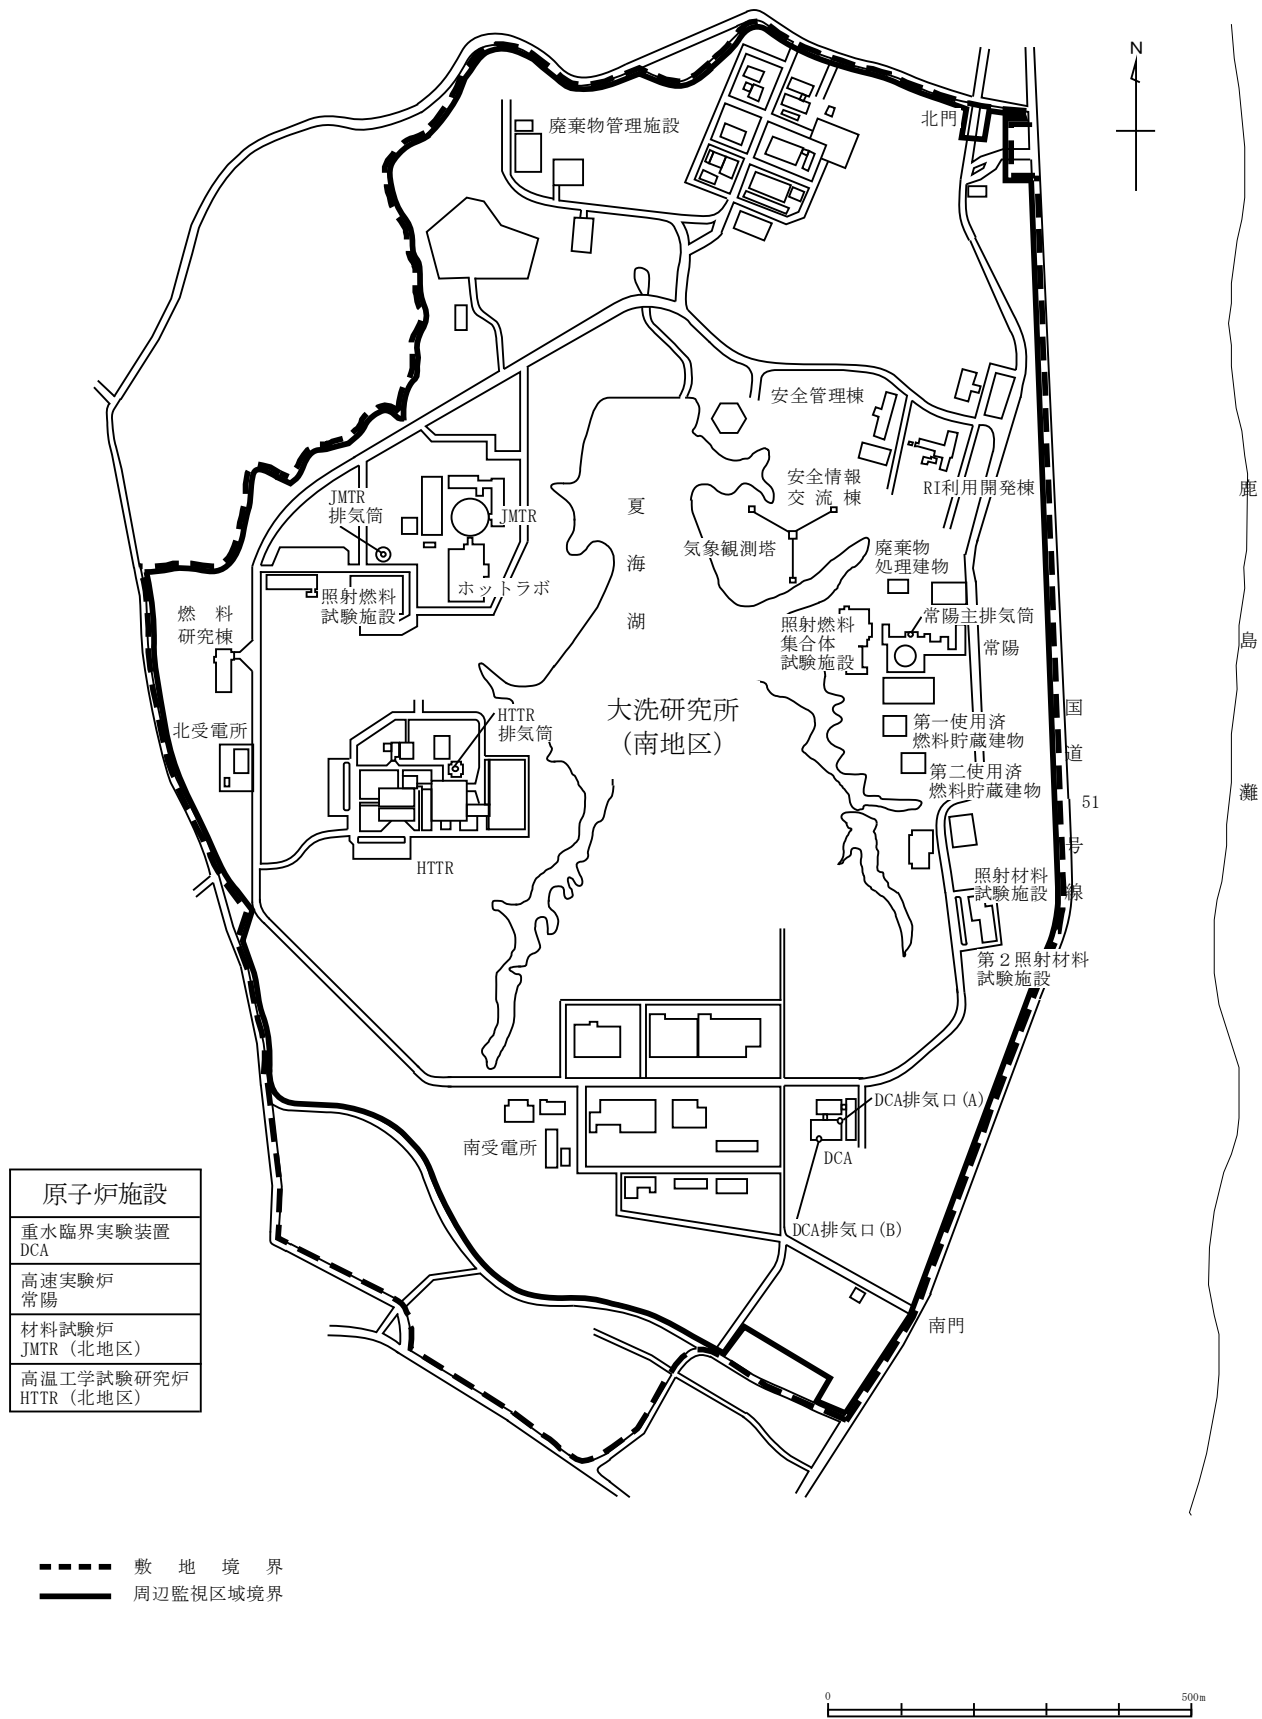 N
北門
廃棄物管理施設
安全管理棟
RI利用開発棟
安全情報
交流棟
気象観測塔
廃棄物
処理建物
JMTR
排気筒
JMTR
ホットラボ
照射燃料
試験施設
夏
海
湖
燃料
研究棟
北受電所
照射燃料
集合体
試験施設
常陽主排気筒
常陽
大洗研究所
(南地区)
HTTR
排気筒
HTTR
第一使用済
燃料貯蔵建物
第二使用済
燃料貯蔵建物
照射材料
試験施設
第2照射材料
試験施設
国
道
51
号
線
鹿
島
灘
DCA排気口(A)
南受電所
DCA
DCA排気口(B)
南門
原子炉施設
重水臨界実験装置
DCA
高速実験炉
常陽
材料試験炉
JMTR (北地区)
高温工学試験研究炉
HTTR (北地区)
敷地境界
周辺監視区域境界
0
500m